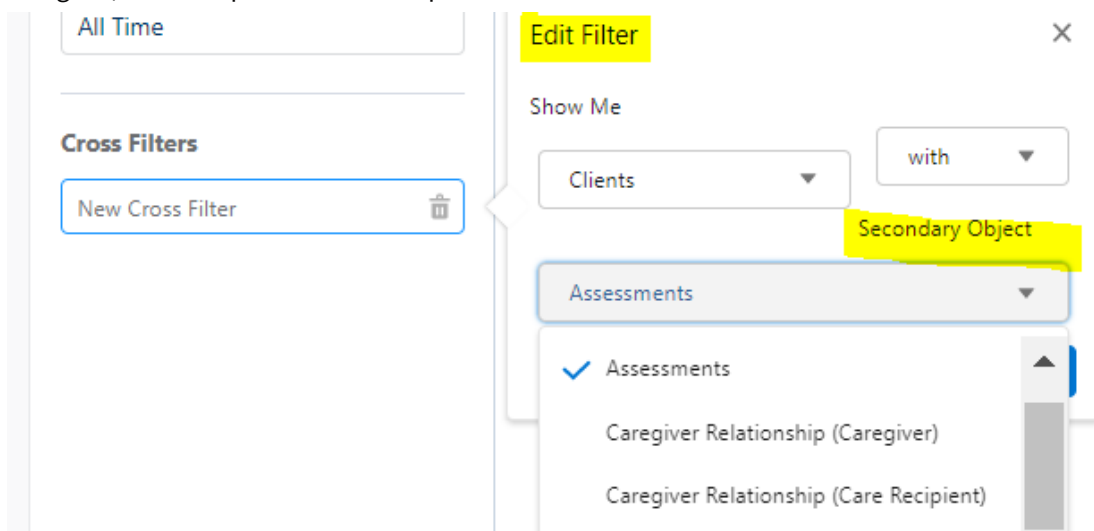 All Time
Cross Filters
New Cross Filter
Edit Filter
Show Me
Clients
with
Secondary Object
Assessments
Assessments
Caregiver Relationship (Caregiver)
Caregiver Relationship (Care Recipient)